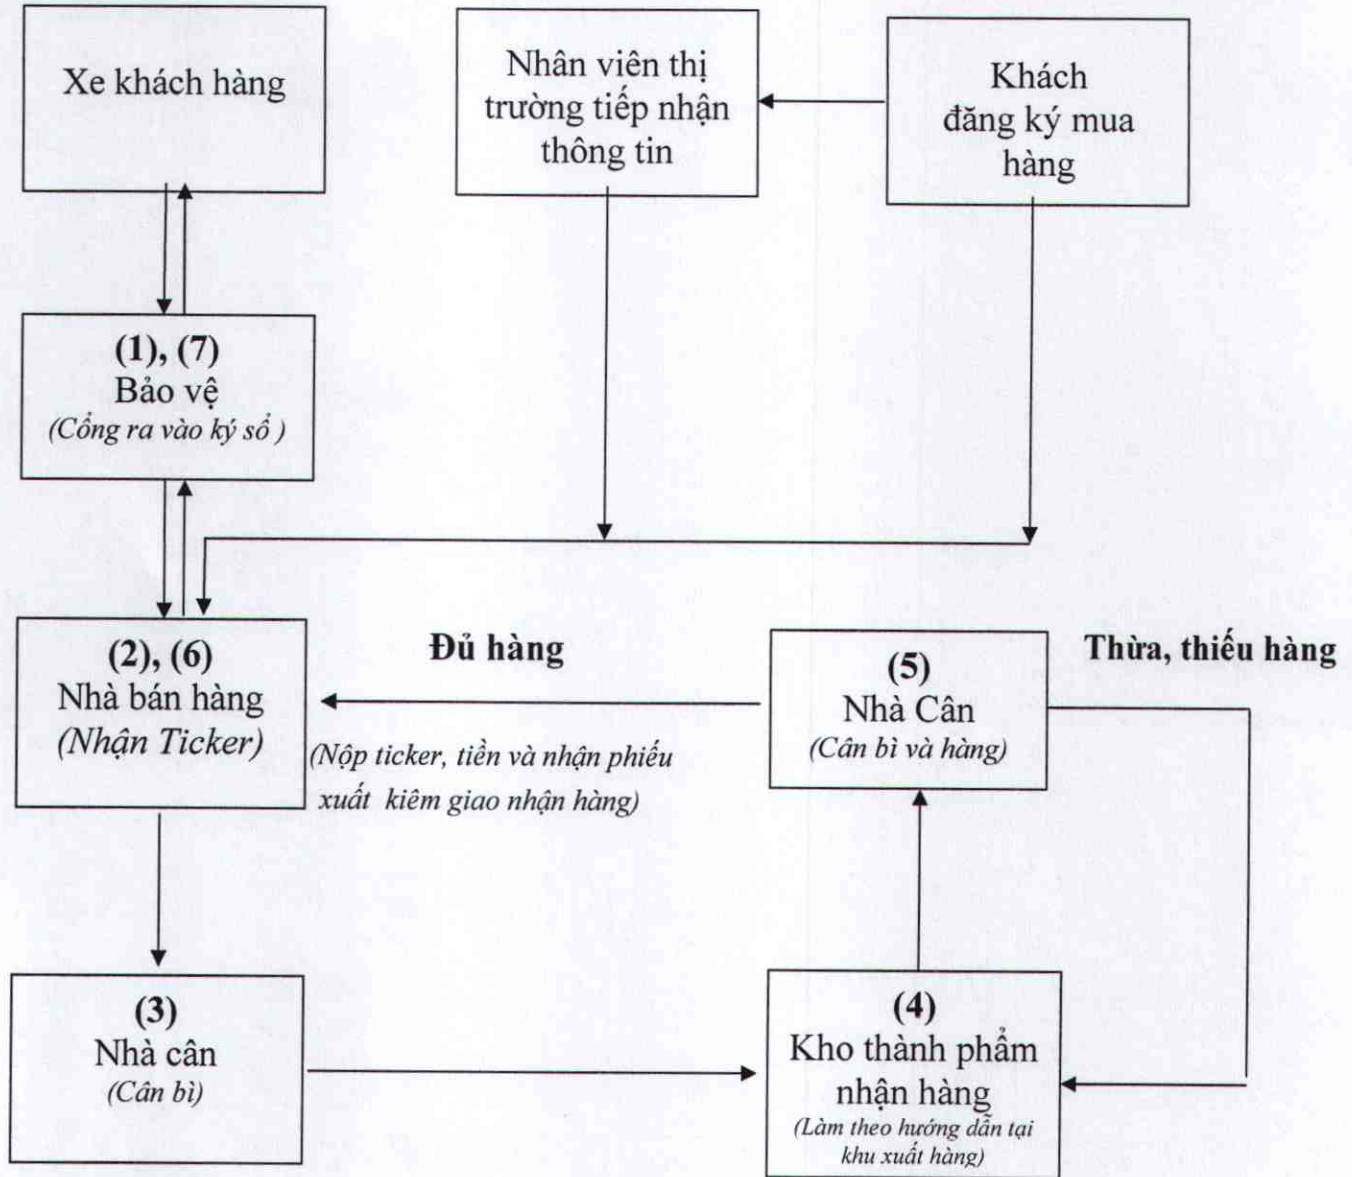 Xe khách hàng
Nhân viên thị
trường tiếp nhận
thông tin
Khách
đăng ký mua
hàng
(1), (7)
Bảo vệ
(Cổng ra vào ký sổ )
(2), (6)
Nhà bán hàng
(Nhận Ticker)
Đủ hàng
(Nộp ticker, tiền và nhận phiếu
xuất kiêm giao nhận hàng)
(5)
Nhà Cân
(Cân bì và hàng)
Thừa, thiếu hàng
(3)
Nhà cân
(Cân bì)
(4)
Kho thành phẩm
nhận hàng
(Làm theo hướng dẫn tại
khu xuất hàng)